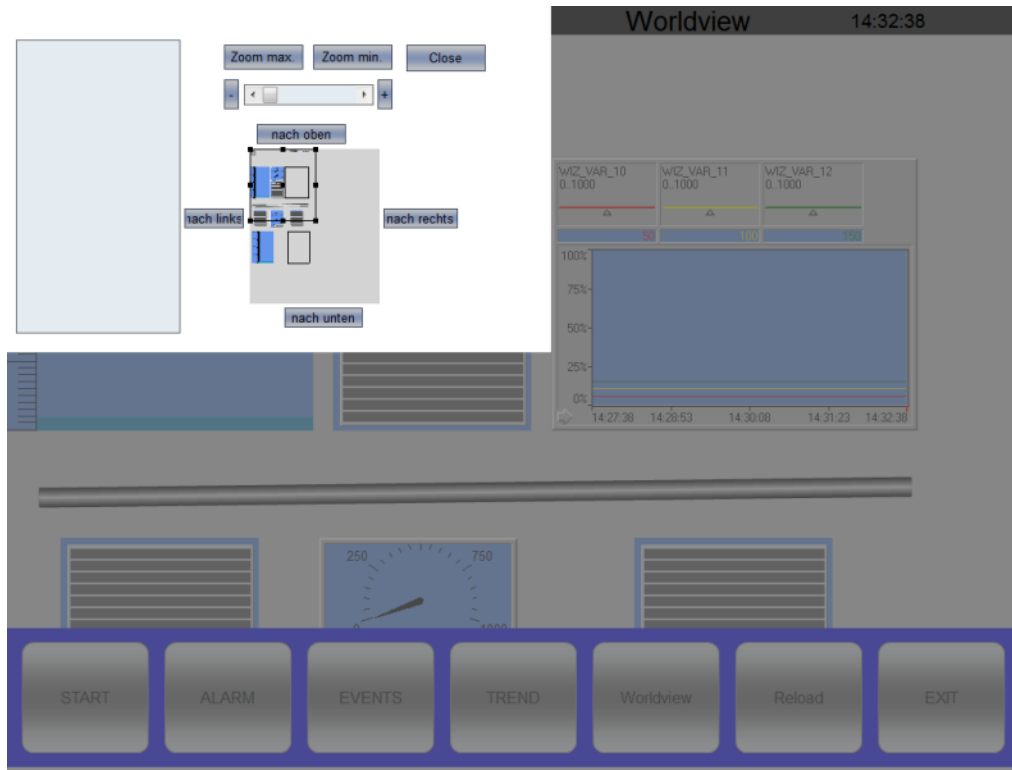 Worldview 14:32:38
Zoom max. Zoom min. Close
- +
nach oben
nach links nach rechts
nach unten
WIZ_VAR_10 WIZ_VAR_11 WIZ_VAR_12
0..1000 0..1000 0..1000
50 100 150
100%
75%
50%
25%
0%
14:27:38 14:28:53 14:30:08 14:31:23 14:32:38
250 750
0 1000
START ALARM EVENTS TREND Worldview Reload EXIT